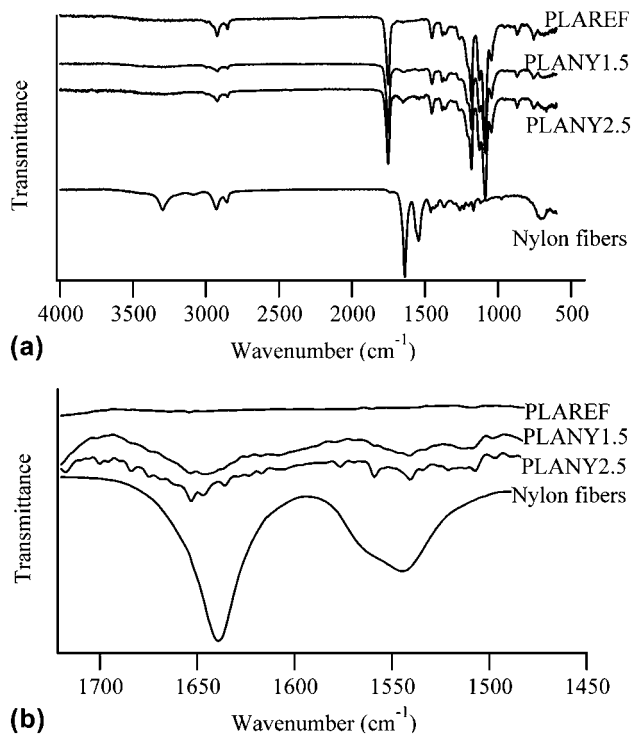 PLAREF
PLANY1.5
PLANY2.5
Nylon fibers
Transmittance
4000 3500 3000 2500 2000 1500 1000 500
Wavenumber (cm⁻¹)
(a)
PLAREF
PLANY1.5
PLANY2.5
Nylon fibers
Transmittance
1700 1650 1600 1550 1500 1450
Wavenumber (cm⁻¹)
(b)